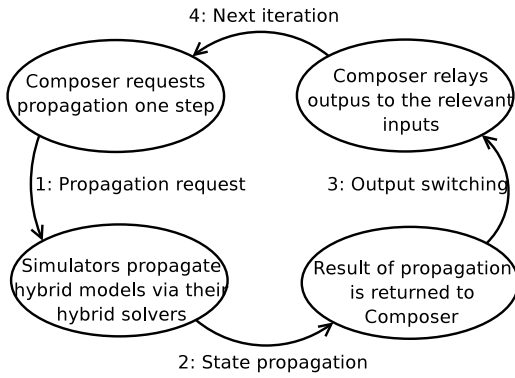 4: Next iteration
Composer requests
propagation one step
Composer relays
outpus to the relevant
inputs
1: Propagation request
3: Output switching
Simulators propagate
hybrid models via their
hybrid solvers
Result of propagation
is returned to
Composer
2: State propagation